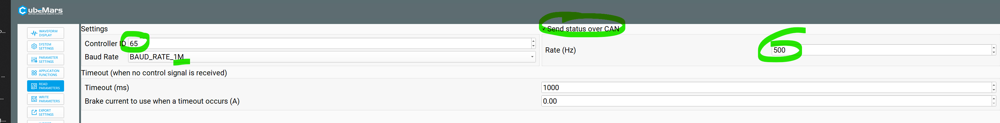 CubeMars
MOTION ADVANCED ROBOTIC SYSTEM
WAVEFORM
DISPLAY
SYSTEM
SETTINGS
PARAMETER
SETTINGS
APPLICATION
FUNCTIONS
READ
PARAMETERS
WRITE
PARAMETERS
EXPORT
SETTINGS
Settings
Controller ID 65
Baud Rate BAUD_RATE_1M
Send status over CAN
Rate (Hz) 500
Timeout (when no control signal is received)
Timeout (ms) 1000
Brake current to use when a timeout occurs (A) 0.00